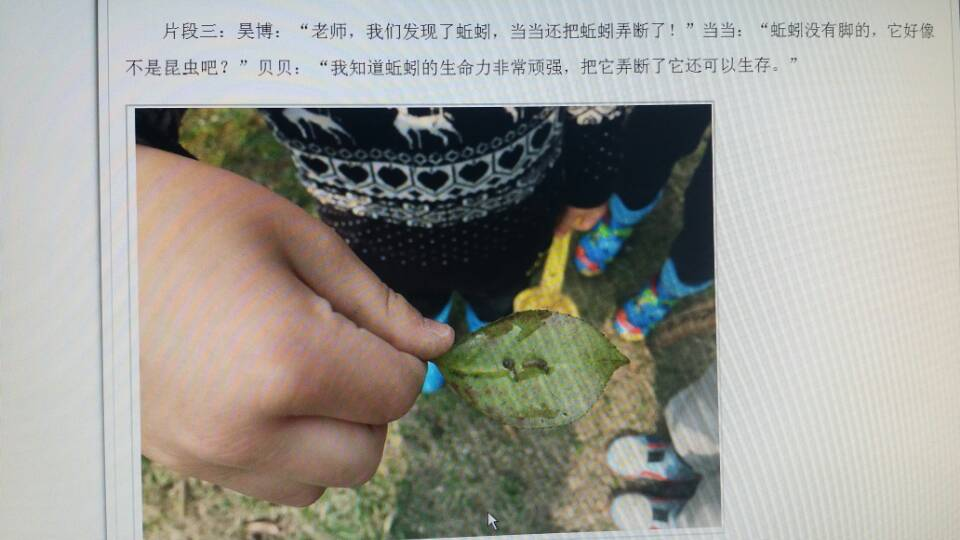 片段三：昊博：“老师，我们发现了蚯蚓，当当还把蚯蚓弄断了！”当当：“蚯蚓没有脚的，它好像
不是昆虫吧？”贝贝：“我知道蚯蚓的生命力非常顽强，把它弄断了它还可以生存。”